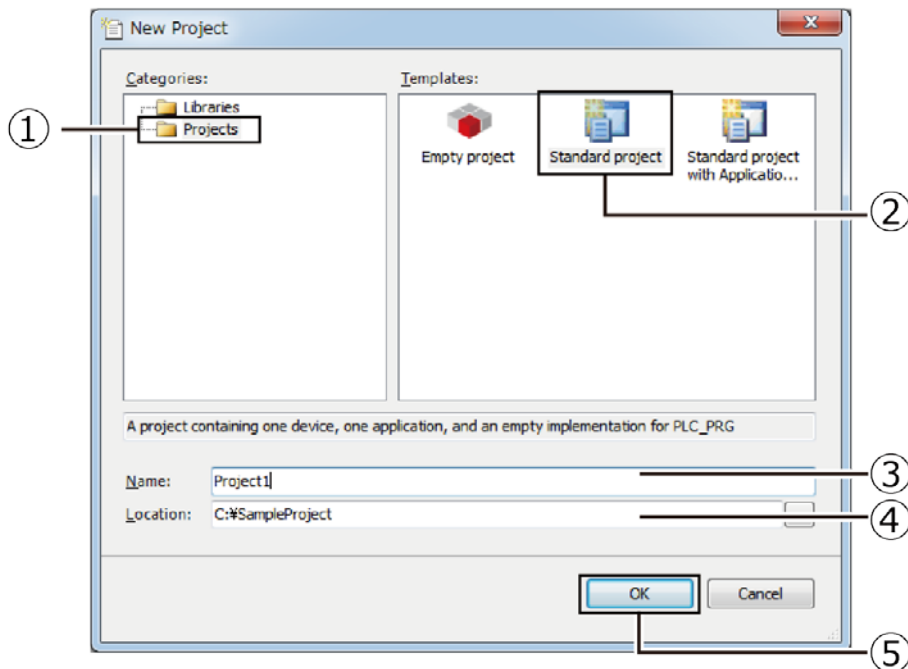 New Project
Categories:
Templates:
Libraries
Projects
①
Empty project
Standard project
Standard project
with Applicatio...
②
A project containing one device, one application, and an empty implementation for PLC_PRG
Name:
Project1
③
Location:
C:¥SampleProject
④
OK
Cancel
⑤